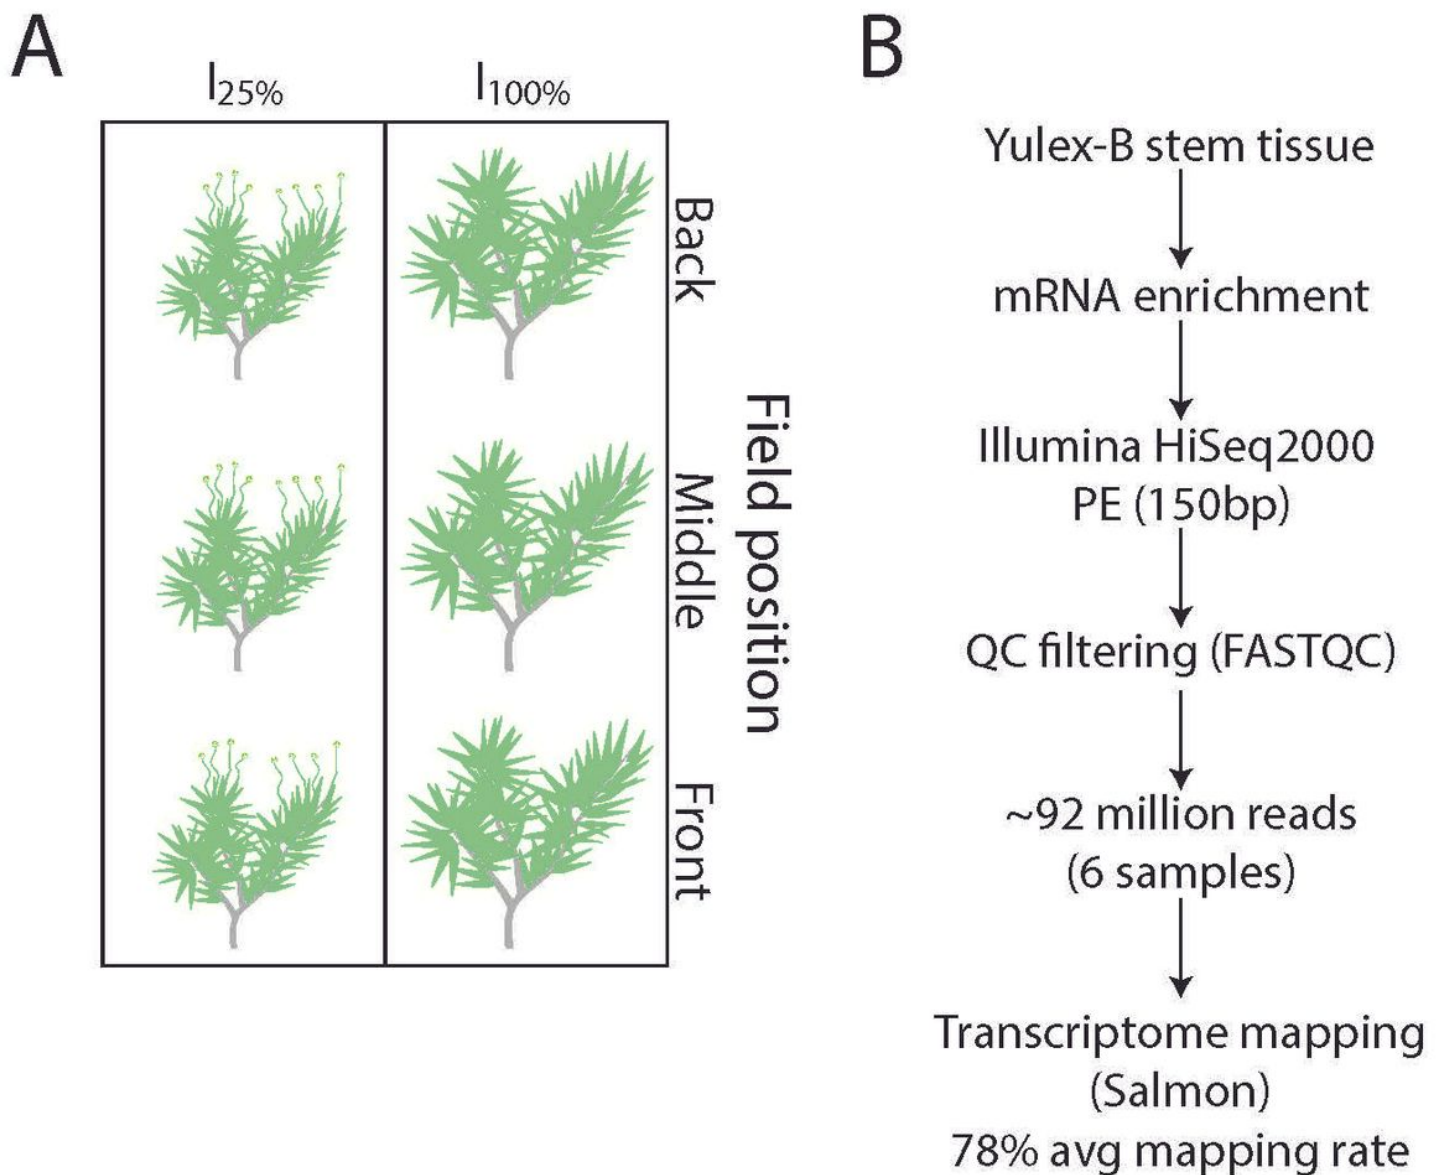 A
I25%
I100%
Back
Middle
Front
Field position
B
Yulex-B stem tissue
mRNA enrichment
Illumina HiSeq2000
PE (150bp)
QC filtering (FASTQC)
~92 million reads
(6 samples)
Transcriptome mapping
(Salmon)
78% avg mapping rate